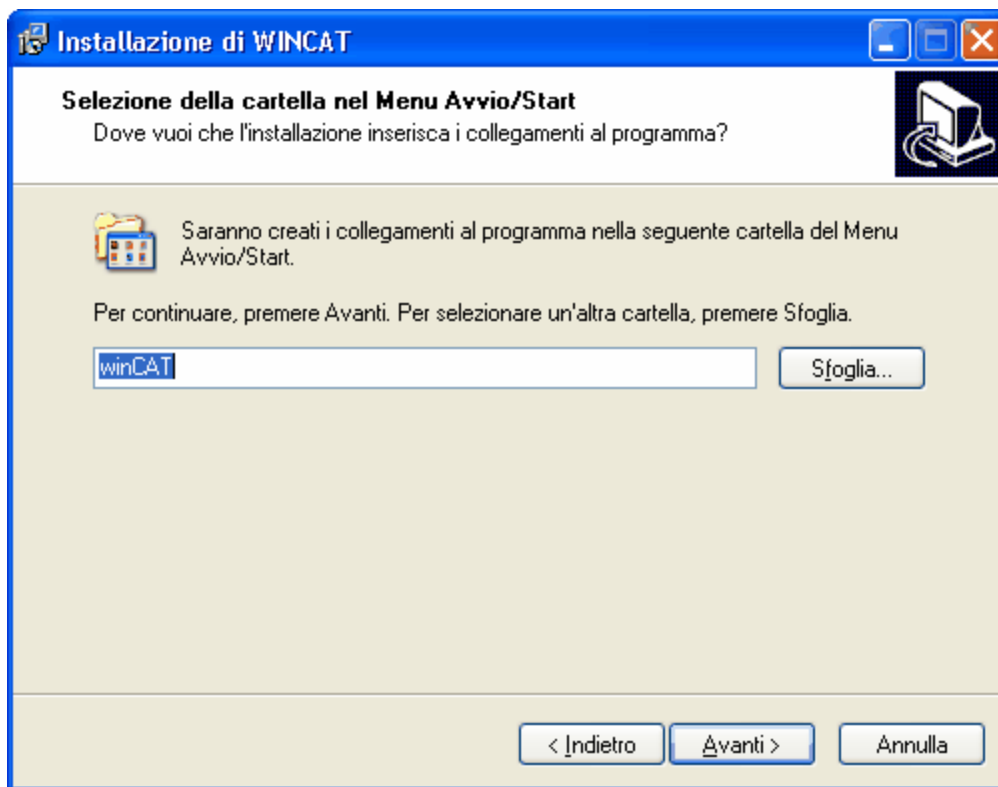 Installazione di WINCAT
Selezione della cartella nel Menu Avvio/Start
Dove vuoi che l'installazione inserisca i collegamenti al programma?
Saranno creati i collegamenti al programma nella seguente cartella del Menu
Avvio/Start.
Per continuare, premere Avanti. Per selezionare un'altra cartella, premere Sfoglia.
winCAT
Sfoglia...
< Indietro
Avanti >
Annulla